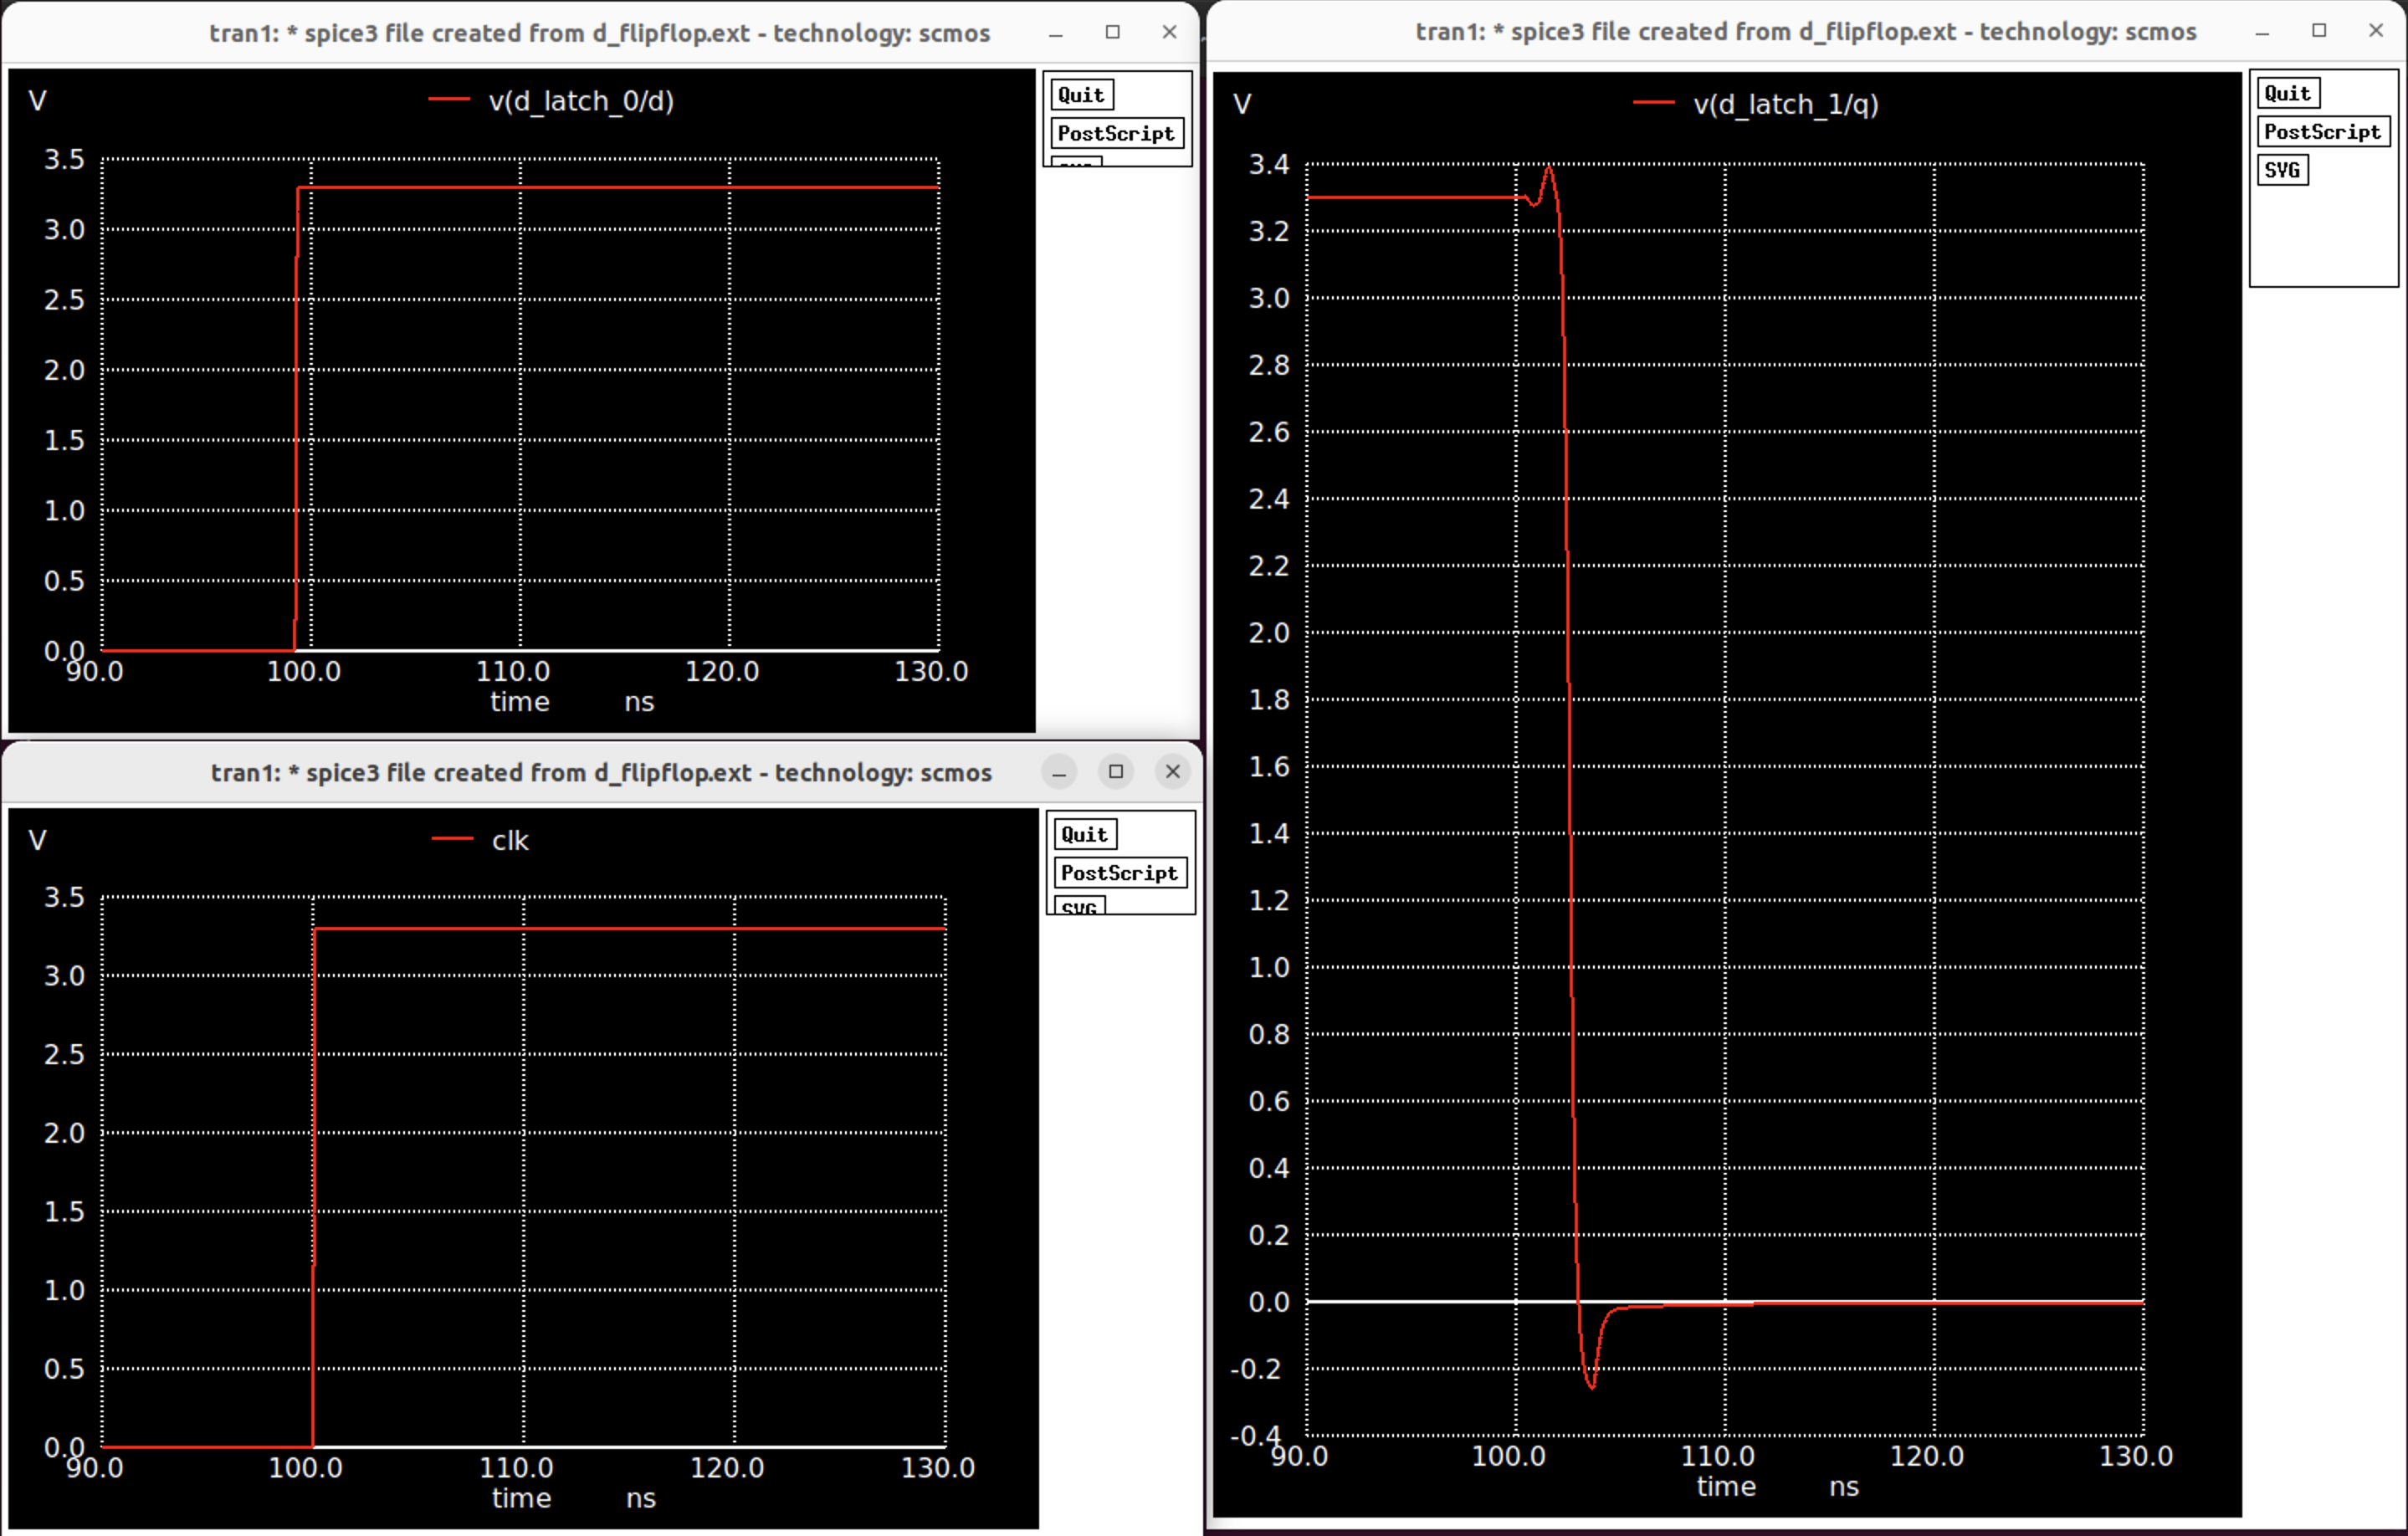 tran1: * spice3 file created from d_flipflop.ext - technology: scmos
V
v(d_latch_0/d)
Quit
PostScript
3.5
3.0
2.5
2.0
1.5
1.0
0.5
0.0
90.0 100.0 110.0 120.0 130.0
time ns
tran1: * spice3 file created from d_flipflop.ext - technology: scmos
V
clk
Quit
PostScript
SVG
3.5
3.0
2.5
2.0
1.5
1.0
0.5
0.0
90.0 100.0 110.0 120.0 130.0
time ns
tran1: * spice3 file created from d_flipflop.ext - technology: scmos
V
v(d_latch_1/q)
Quit
PostScript
SVG
3.4
3.2
3.0
2.8
2.6
2.4
2.2
2.0
1.8
1.6
1.4
1.2
1.0
0.8
0.6
0.4
0.2
0.0
-0.2
-0.4
90.0 100.0 110.0 120.0 130.0
time ns